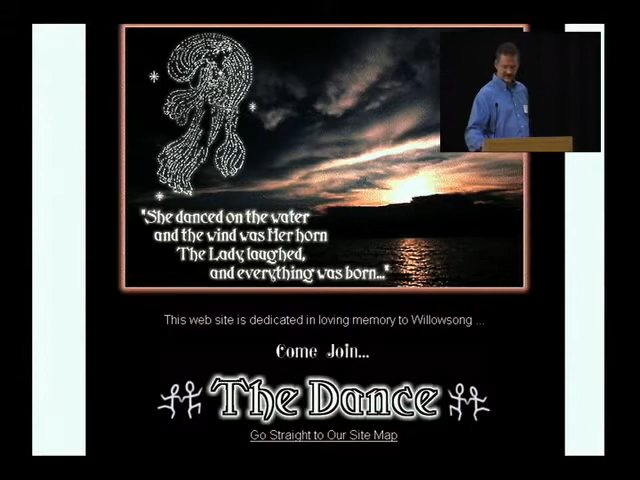 "She danced on the water
and the wind was Her horn
The Lady laughed,
and everything was born..."
This web site is dedicated in loving memory to Willowsong ...
Come Join...
The Dance
Go Straight to Our Site Map